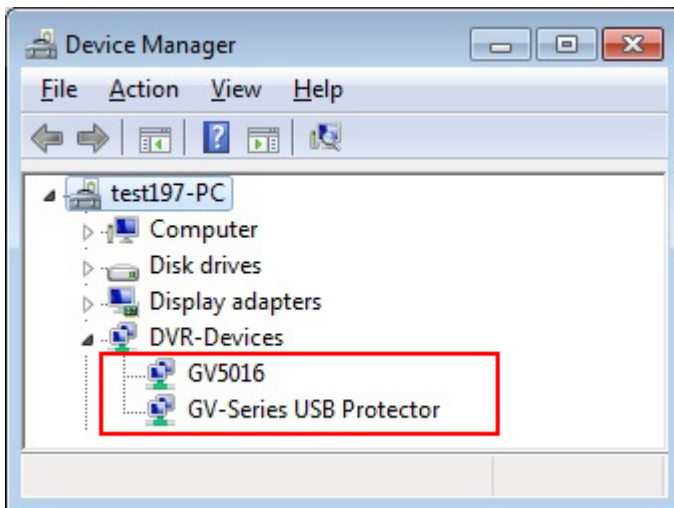 Device Manager
File Action View Help
test197-PC
Computer
Disk drives
Display adapters
DVR-Devices
GV5016
GV-Series USB Protector